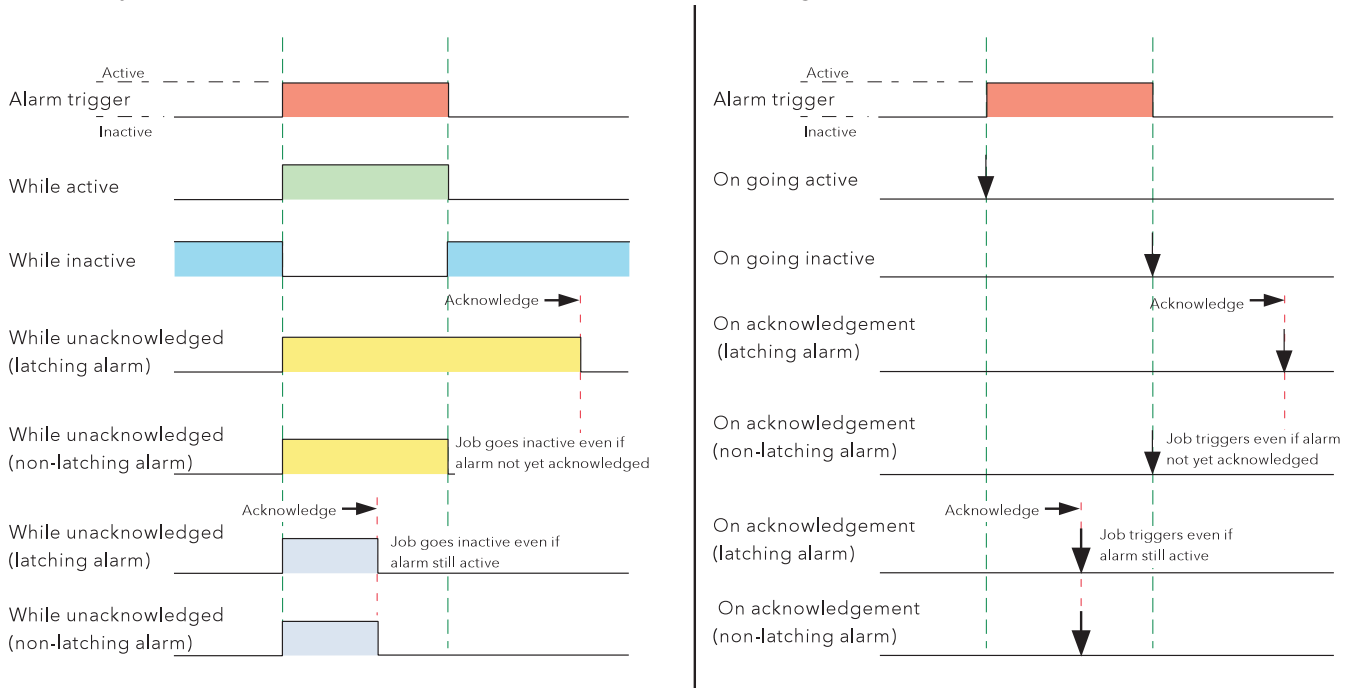 Active
Alarm trigger
Inactive
While active
While inactive
Acknowledge
While unacknowledged
(latching alarm)
While unacknowledged
(non-latching alarm)
Job goes inactive even if
alarm not yet acknowledged
Acknowledge
While unacknowledged
(latching alarm)
Job goes inactive even if
alarm still active
While unacknowledged
(non-latching alarm)
Active
Alarm trigger
Inactive
On going active
On going inactive
Acknowledge
On acknowledgement
(latching alarm)
On acknowledgement
(non-latching alarm)
Job triggers even if alarm
not yet acknowledged
Acknowledge
On acknowledgement
(latching alarm)
Job triggers even if
alarm still active
On acknowledgement
(non-latching alarm)